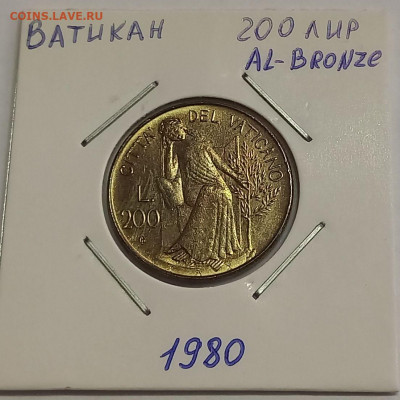 COINS.LAVE.RU
ВАТИКАН
200 ЛИР
AL-BRONZE
CITTA' DEL VATICANO
L.
200
1980